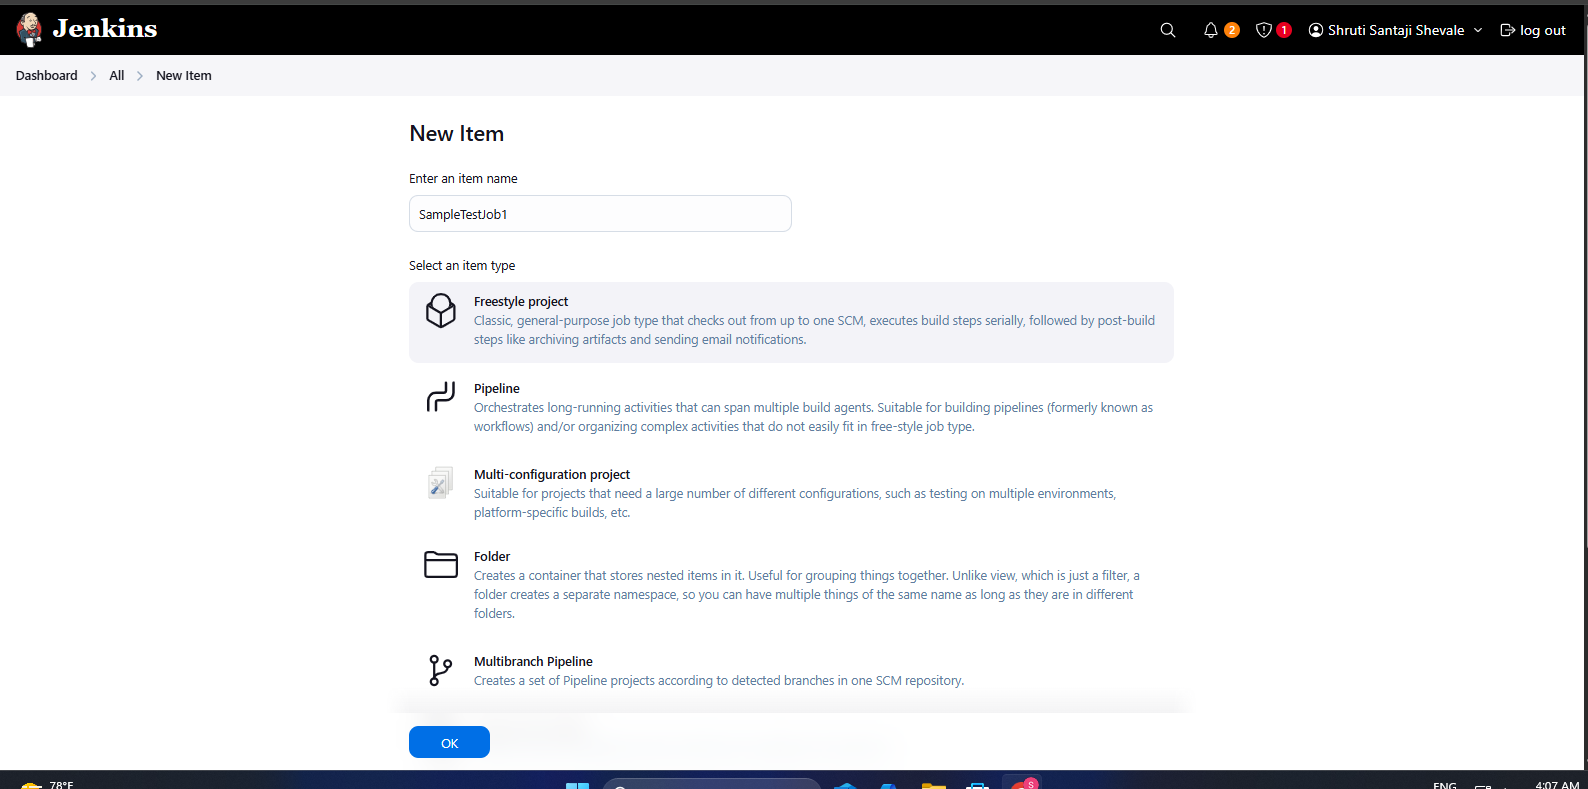 Jenkins
2
1
Shruti Santaji Shevale
log out
Dashboard > All > New Item
New Item
Enter an item name
SampleTestJob1
Select an item type
Freestyle project
Classic, general-purpose job type that checks out from up to one SCM, executes build steps serially, followed by post-build
steps like archiving artifacts and sending email notifications.
Pipeline
Orchestrates long-running activities that can span multiple build agents. Suitable for building pipelines (formerly known as
workflows) and/or organizing complex activities that do not easily fit in free-style job type.
Multi-configuration project
Suitable for projects that need a large number of different configurations, such as testing on multiple environments,
platform-specific builds, etc.
Folder
Creates a container that stores nested items in it. Useful for grouping things together. Unlike view, which is just a filter, a
folder creates a separate namespace, so you can have multiple things of the same name as long as they are in different
folders.
Multibranch Pipeline
Creates a set of Pipeline projects according to detected branches in one SCM repository.
OK
78°F
S
ENG
4:07 AM